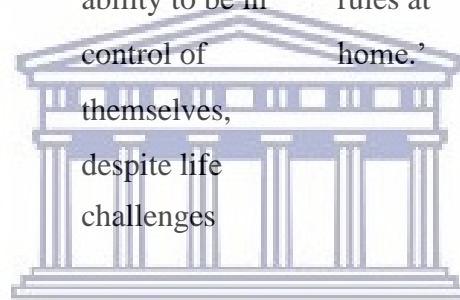 ability to be in rules at
control of home.’
themselves,
despite life
challenges